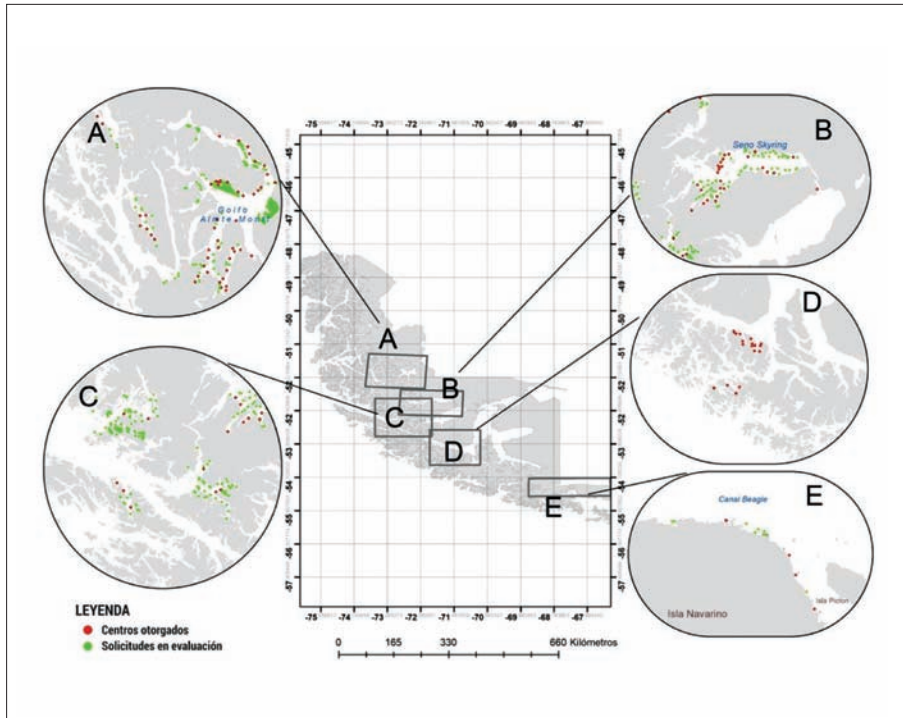 -75 -74 -73 -72 -71 -70 -69 -68 -67
A
B
Seno Skyring
Golfo
Almte Montt
-45
-46
-47
-48
-49
-50
-51
-52
-53
-54
-55
-56
-57
A
B
C
D
E
C
D
E
Canal Beagle
Isla Navarino
Isla Picton
-75 -74 -73 -72 -71 -70 -69 -68 -67
LEYENDA
Centros otorgados
Solicitudes en evaluación
0 165 330 660 Kilómetros